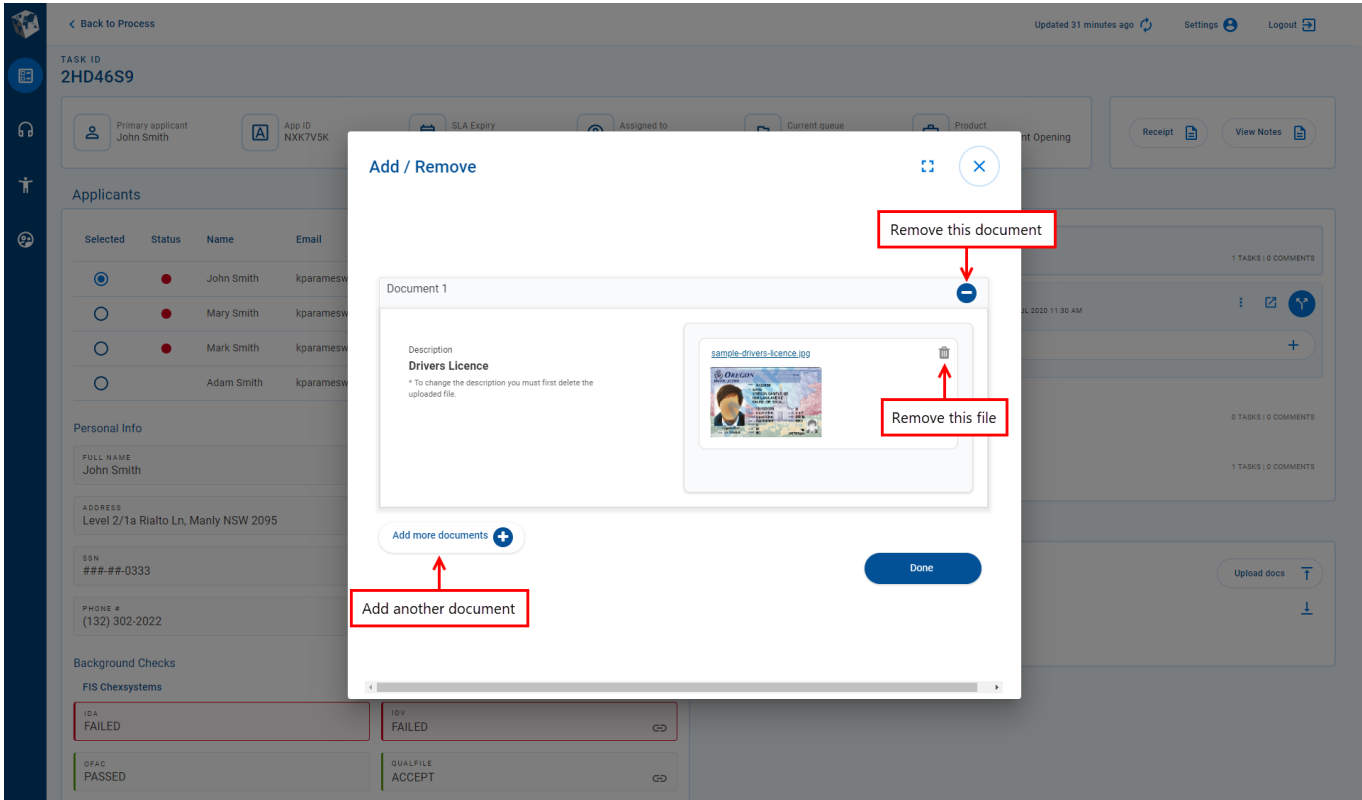 Back to Process
Updated 31 minutes ago
Settings
Logout
TASK ID
2HD46S9
Primary applicant
John Smith
App ID
NXK7V5K
SLA Expiry
Assigned to
Current queue
Product
nt Opening
Receipt
View Notes
Add / Remove
Applicants
Selected Status Name Email
John Smith kparamesw
Mary Smith kparamesw
Mark Smith kparamesw
Adam Smith kparamesw
Remove this document
1 TASKS | 0 COMMENTS
Document 1
JL 2020 11:30 AM
Description
Drivers Licence
* To change the description you must first delete the
uploaded file.
sample-drivers-licence.jpg
OREGON
Remove this file
0 TASKS | 0 COMMENTS
1 TASKS | 0 COMMENTS
Personal Info
FULL NAME
John Smith
ADDRESS
Level 2/1a Rialto Ln, Manly NSW 2095
SSN
###-##-0333
PHONE #
(132) 302-2022
Add more documents
Done
Add another document
Upload docs
Background Checks
FIS Chexsystems
IDA
FAILED
IDV
FAILED
OFAC
PASSED
QUALFILE
ACCEPT